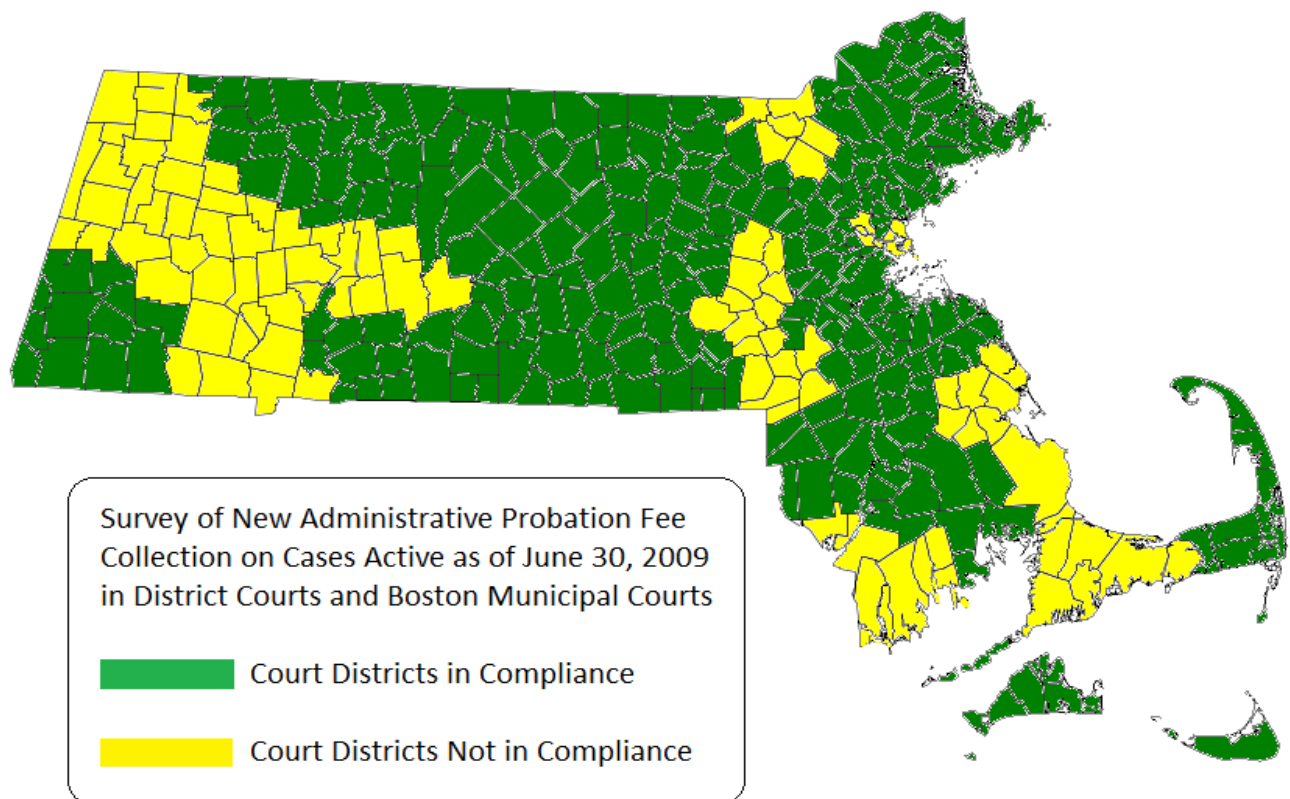 Survey of New Administrative Probation Fee
Collection on Cases Active as of June 30, 2009
in District Courts and Boston Municipal Courts
Court Districts in Compliance
Court Districts Not in Compliance